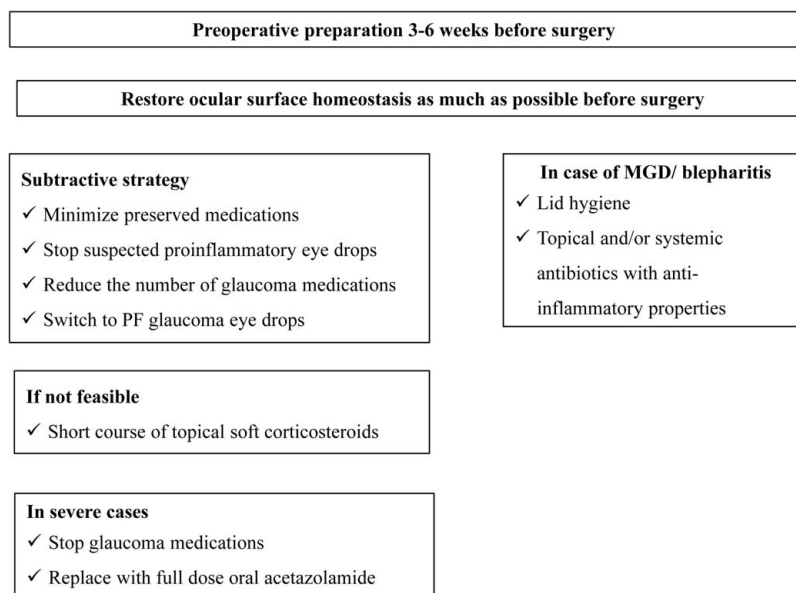 Preoperative preparation 3-6 weeks before surgery
Restore ocular surface homeostasis as much as possible before surgery
Subtractive strategy
✓ Minimize preserved medications
✓ Stop suspected proinflammatory eye drops
✓ Reduce the number of glaucoma medications
✓ Switch to PF glaucoma eye drops
In case of MGD/ blepharitis
✓ Lid hygiene
✓ Topical and/or systemic
antibiotics with anti-
inflammatory properties
If not feasible
✓ Short course of topical soft corticosteroids
In severe cases
✓ Stop glaucoma medications
✓ Replace with full dose oral acetazolamide